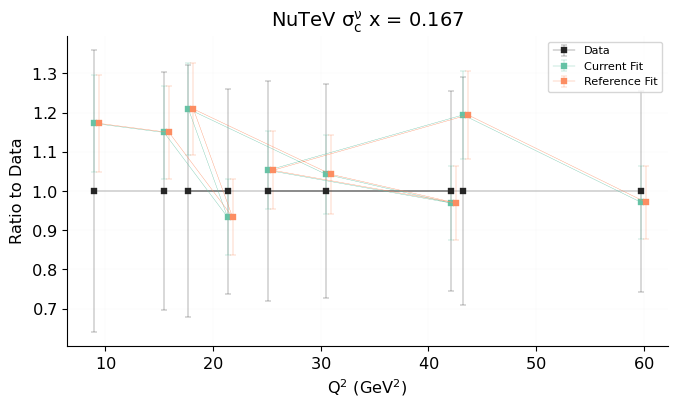 NuTeV σ_c^ν x = 0.167
Data
Current Fit
Reference Fit
Ratio to Data
1.3
1.2
1.1
1.0
0.9
0.8
0.7
10 20 30 40 50 60
Q² (GeV²)